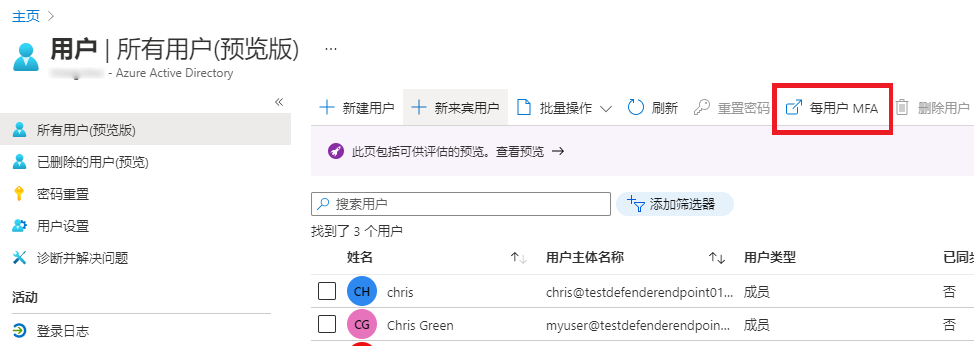 主页
用户 | 所有用户(预览版) ...
- Azure Active Directory
«
新建用户 新来宾用户 批量操作 刷新 重置密码 每用户 MFA 删除用户
所有用户(预览版)
已删除的用户(预览)
密码重置
用户设置
诊断并解决问题
活动
登录日志
此页包括可供评估的预览。查看预览 →
搜索用户 添加筛选器
找到了 3 个用户
姓名 ↑↓ 用户主体名称 ↑↓ 用户类型 已同步
CH chris chris@testdefenderendpoint01... 成员 否
CG Chris Green myuser@testdefenderendpoin... 成员 否